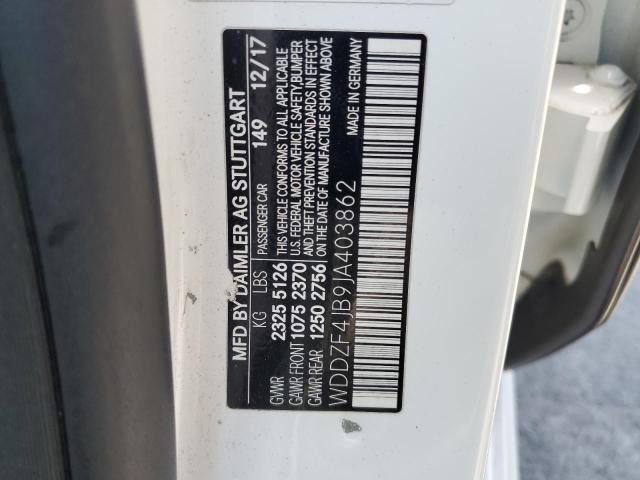 MFD BY DAIMLER AG STUTTGART
KG LBS PASSENGER CAR 149 12/17
GVWR 2325 5126 THIS VEHICLE CONFORMS TO ALL APPLICABLE
GAWR FRONT 1075 2370 U.S. FEDERAL MOTOR VEHICLE SAFETY, BUMPER
GAWR REAR 1250 2756 AND THEFT PREVENTION STANDARDS IN EFFECT
ON THE DATE OF MANUFACTURE SHOWN ABOVE
WDDZF4JB9JA403862 MADE IN GERMANY